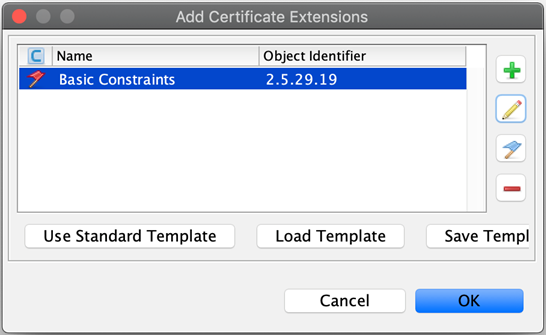 Add Certificate Extensions
C Name Object Identifier
Basic Constraints 2.5.29.19
Use Standard Template Load Template Save Templ
Cancel OK